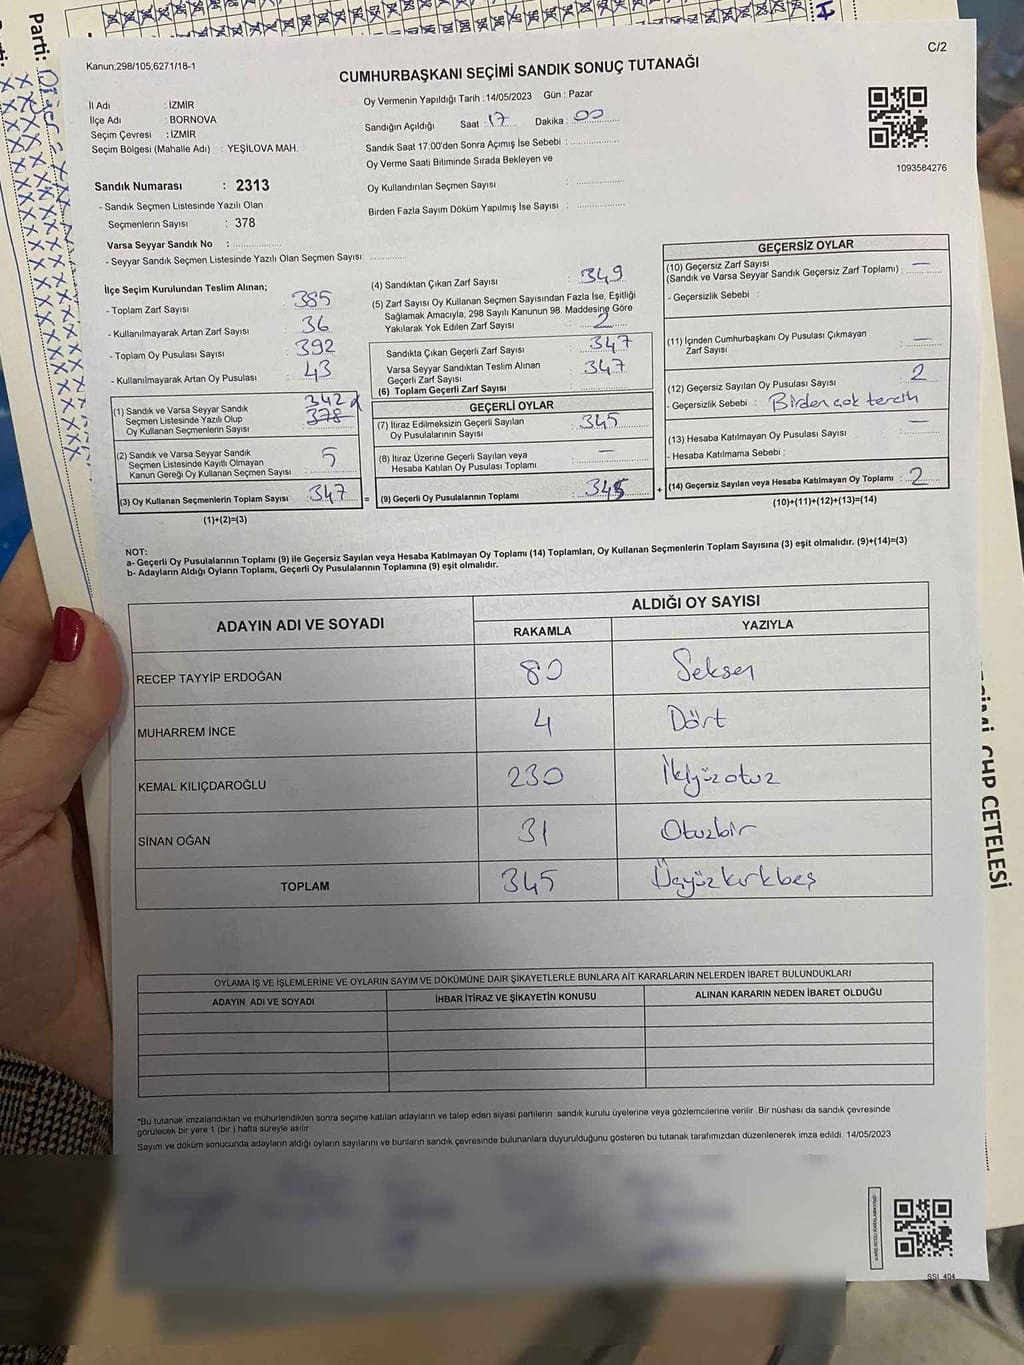 C/2
Kanun;298/105;6271/18-1
CUMHURBAŞKANI SEÇİMİ SANDIK SONUÇ TUTANAĞI
İl Adı : İZMİR
İlçe Adı : BORNOVA
Seçim Çevresi : İZMİR
Seçim Bölgesi (Mahalle Adı) : YEŞİLOVA MAH.
Oy Vermenin Yapıldığı Tarih : 14/05/2023 Gün : Pazar
Sandığın Açıldığı Saat : 17 Dakika : 00
Sandık Saat 17:00'den Sonra Açımış İse Sebebi :
Oy Verme Saati Bitiminde Sırada Bekleyen ve
Oy Kullandırılan Seçmen Sayısı :
Birden Fazla Sayım Döküm Yapılmış İse Sayısı :
1093584276
Sandık Numarası : 2313
- Sandık Seçmen Listesinde Yazılı Olan
Seçmenlerin Sayısı : 378
Varsa Seyyar Sandık No :
- Seyyar Sandık Seçmen Listesinde Yazılı Olan Seçmen Sayısı:
İlçe Seçim Kurulundan Teslim Alınan;
- Toplam Zarf Sayısı : 385
- Kullanılmayarak Artan Zarf Sayısı : 36
- Toplam Oy Pusulası Sayısı : 392
- Kullanılmayarak Artan Oy Pusulası : 43
(1) Sandık ve Varsa Seyyar Sandık
Seçmen Listesinde Yazılı Olup
Oy Kullanan Seçmenlerin Sayısı : 342 378
(2) Sandık ve Varsa Seyyar Sandık
Seçmen Listesinde Kayıtlı Olmayan
Kanun Gereği Oy Kullanan Seçmen Sayısı : 5
(3) Oy Kullanan Seçmenlerin Toplam Sayısı : 347
(1)+(2)=(3)
(4) Sandıktan Çıkan Zarf Sayısı : 349
(5) Zarf Sayısı Oy Kullanan Seçmen Sayısından Fazla İse, Eşitliği
Sağlamak Amacıyla; 298 Sayılı Kanunun 98. Maddesine Göre
Yakılarak Yok Edilen Zarf Sayısı : 2
Sandıkta Çıkan Geçerli Zarf Sayısı : 347
Varsa Seyyar Sandıktan Teslim Alınan
Geçerli Zarf Sayısı : 347
(6) Toplam Geçerli Zarf Sayısı :
GEÇERLİ OYLAR
(7) İtiraz Edilmeksizin Geçerli Sayılan
Oy Pusulalarının Sayısı : 345
(8) İtiraz Üzerine Geçerli Sayılan veya
Hesaba Katılan Oy Pusulası Toplamı : —
= (9) Geçerli Oy Pusulalarının Toplamı : 345
GEÇERSİZ OYLAR
(10) Geçersiz Zarf Sayısı
(Sandık ve Varsa Seyyar Sandık Geçersiz Zarf Toplamı) : —
- Geçersizlik Sebebi :
(11) İçinden Cumhurbaşkanı Oy Pusulası Çıkmayan
Zarf Sayısı : —
(12) Geçersiz Sayılan Oy Pusulası Sayısı : 2
- Geçersizlik Sebebi : Birden çok tercih
(13) Hesaba Katılmayan Oy Pusulası Sayısı : —
- Hesaba Katılmama Sebebi :
+ (14) Geçersiz Sayılan veya Hesaba Katılmayan Oy Toplamı : 2
(10)+(11)+(12)+(13)=(14)
NOT:
a- Geçerli Oy Pusulalarının Toplamı (9) ile Geçersiz Sayılan veya Hesaba Katılmayan Oy Toplamı (14) Toplamları, Oy Kullanan Seçmenlerin Toplam Sayısına (3) eşit olmalıdır. (9)+(14)=(3)
b- Adayların Aldığı Oyların Toplamı, Geçerli Oy Pusulalarının Toplamına (9) eşit olmalıdır.
ADAYIN ADI VE SOYADI
ALDIĞI OY SAYISI
RAKAMLA YAZIYLA
RECEP TAYYİP ERDOĞAN 80 Seksen
MUHARREM İNCE 4 Dört
KEMAL KILIÇDAROĞLU 230 İkiyüzotuz
SİNAN OĞAN 31 Otuzbir
TOPLAM 345 Üçyüzkırkbeş
OYLAMA İŞ VE İŞLEMLERİNE VE OYLARIN SAYIM VE DÖKÜMÜNE DAİR ŞİKAYETLERLE BUNLARA AİT KARARLARIN NELERDEN İBARET BULUNDUKLARI
ADAYIN ADI VE SOYADI İHBAR İTİRAZ VE ŞİKAYETİN KONUSU ALINAN KARARIN NEDEN İBARET OLDUĞU
*Bu tutanak imzalandıktan ve mühürlendikten sonra seçime katılan adayların ve talep eden siyasi partilerin sandık kurulu üyelerine veya gözlemcilerine verilir .Bir nüshası da sandık çevresinde
görülecek bir yere 1 (bir ) hafta süreyle asılır
Sayım ve döküm sonucunda adayların aldığı oyların sayılarını ve bunların sandık çevresinde bulunanlara duyurulduğunu gösteren bu tutanak tarafımızdan düzenlenerek imza edildi. 14/05/2023
SSI_404
Parti:
CHP CETELESİ